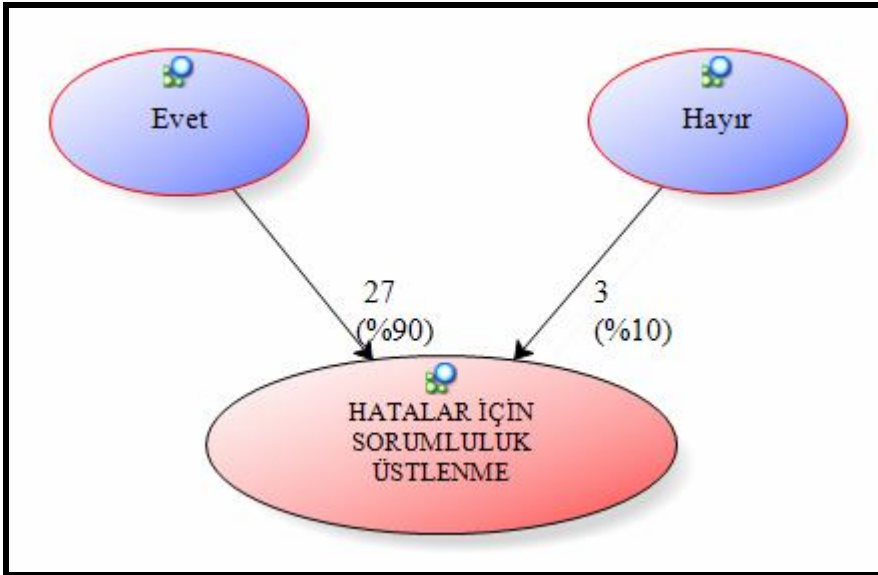 Evet
Hayır
27
(%90)
3
(%10)
HATALAR İÇİN
SORUMLULUK
ÜSTLENME